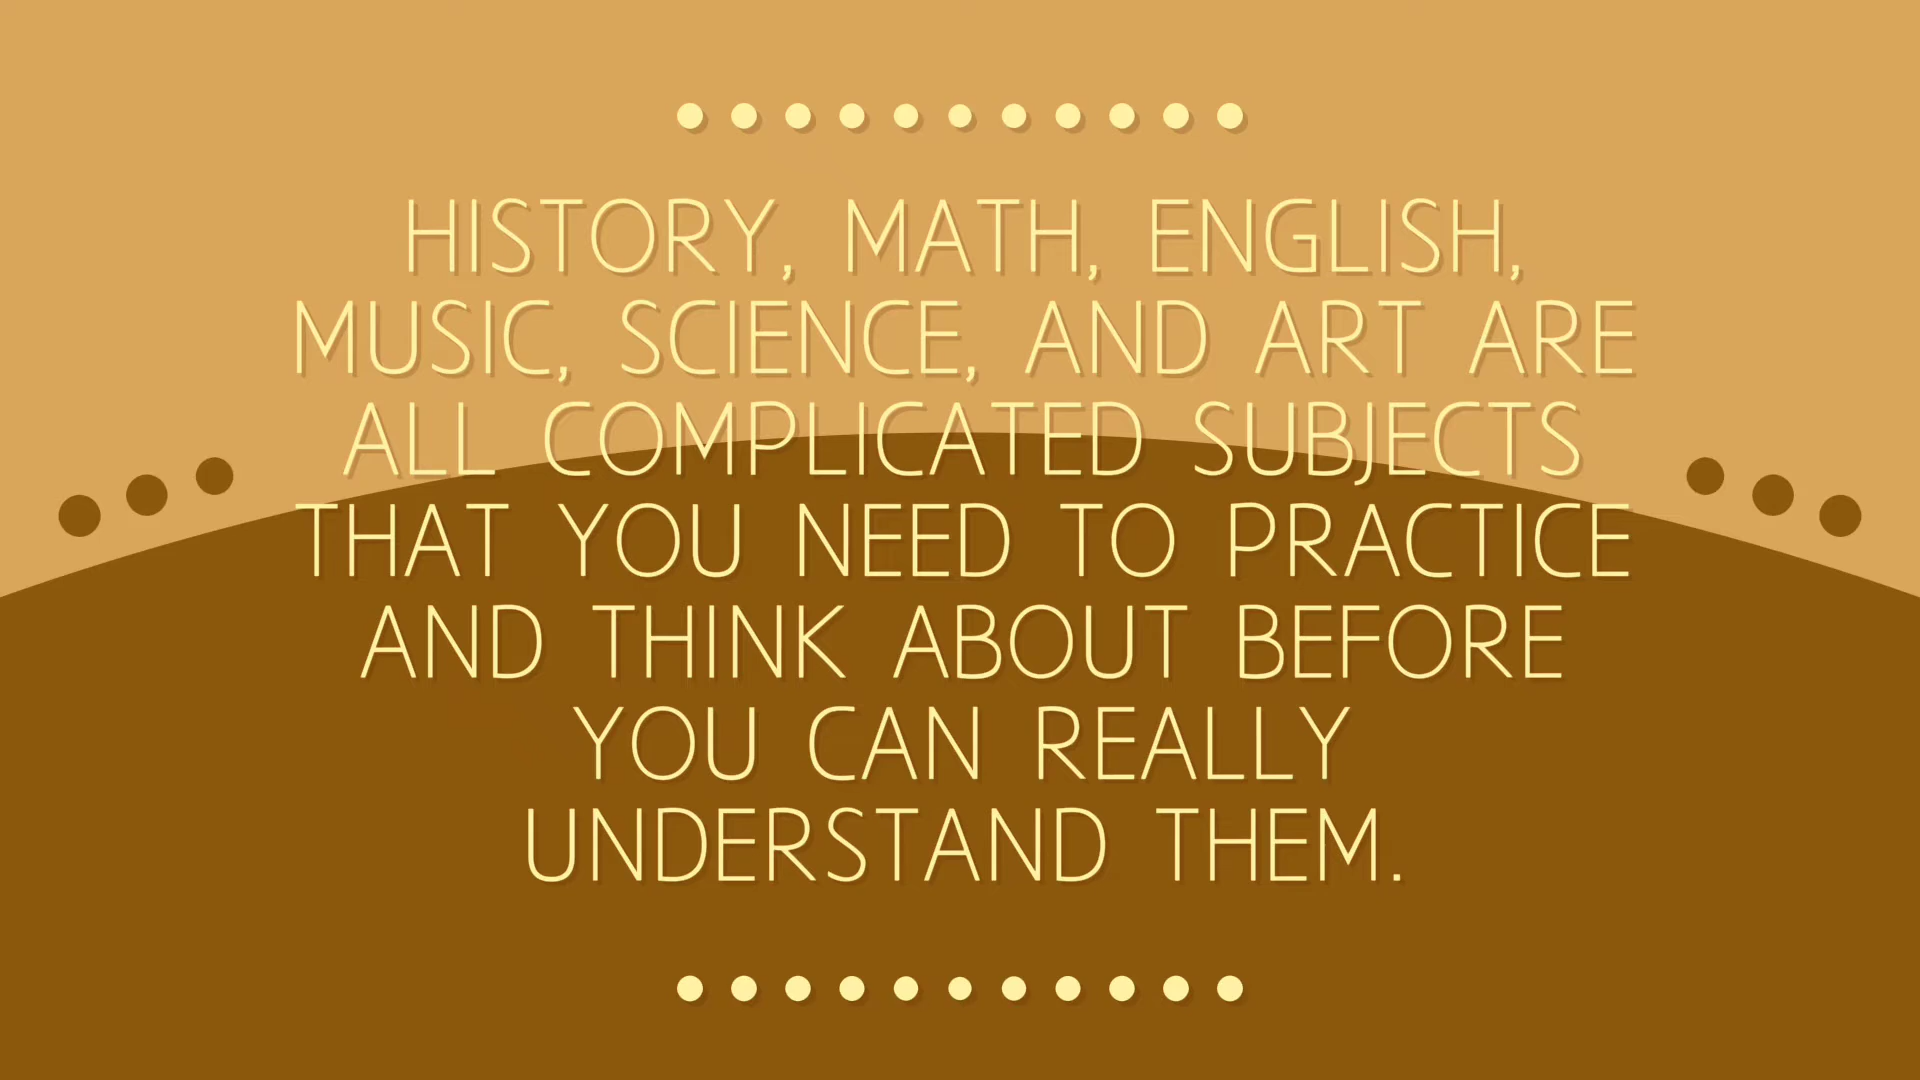 HISTORY, MATH, ENGLISH,
MUSIC, SCIENCE, AND ART ARE
ALL COMPLICATED SUBJECTS
THAT YOU NEED TO PRACTICE
AND THINK ABOUT BEFORE
YOU CAN REALLY
UNDERSTAND THEM.